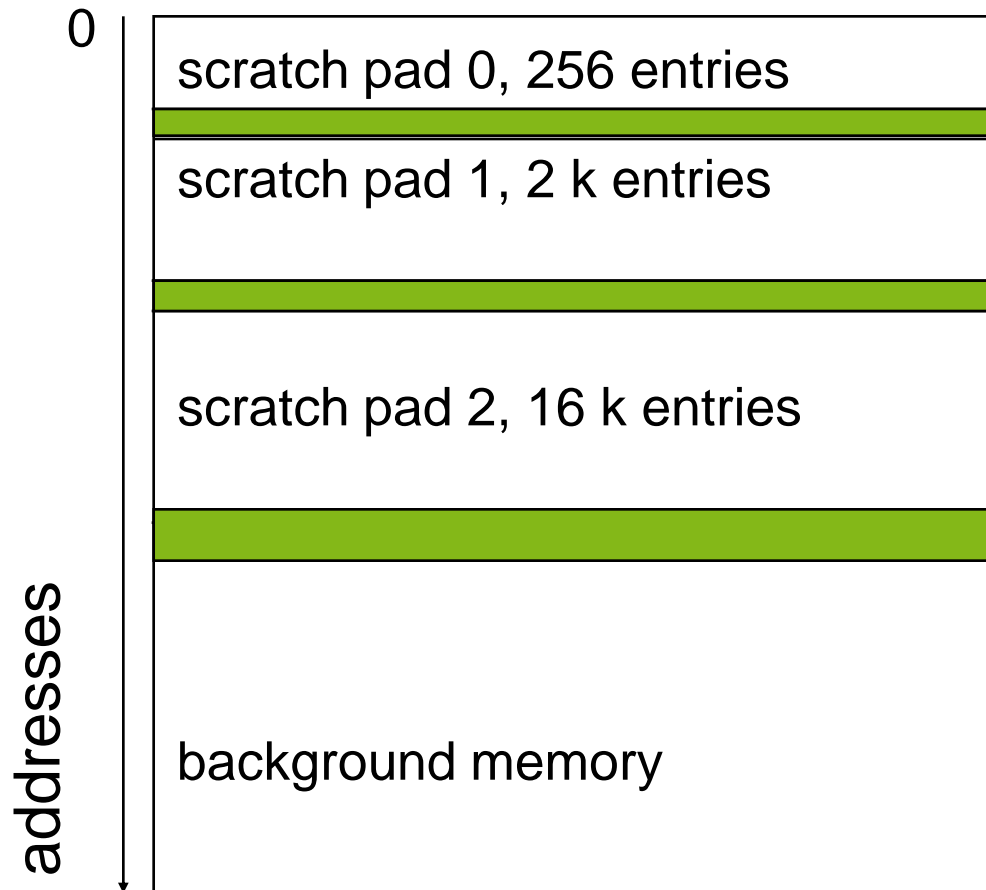 0
scratch pad 0, 256 entries
scratch pad 1, 2 k entries
scratch pad 2, 16 k entries
addresses
background memory